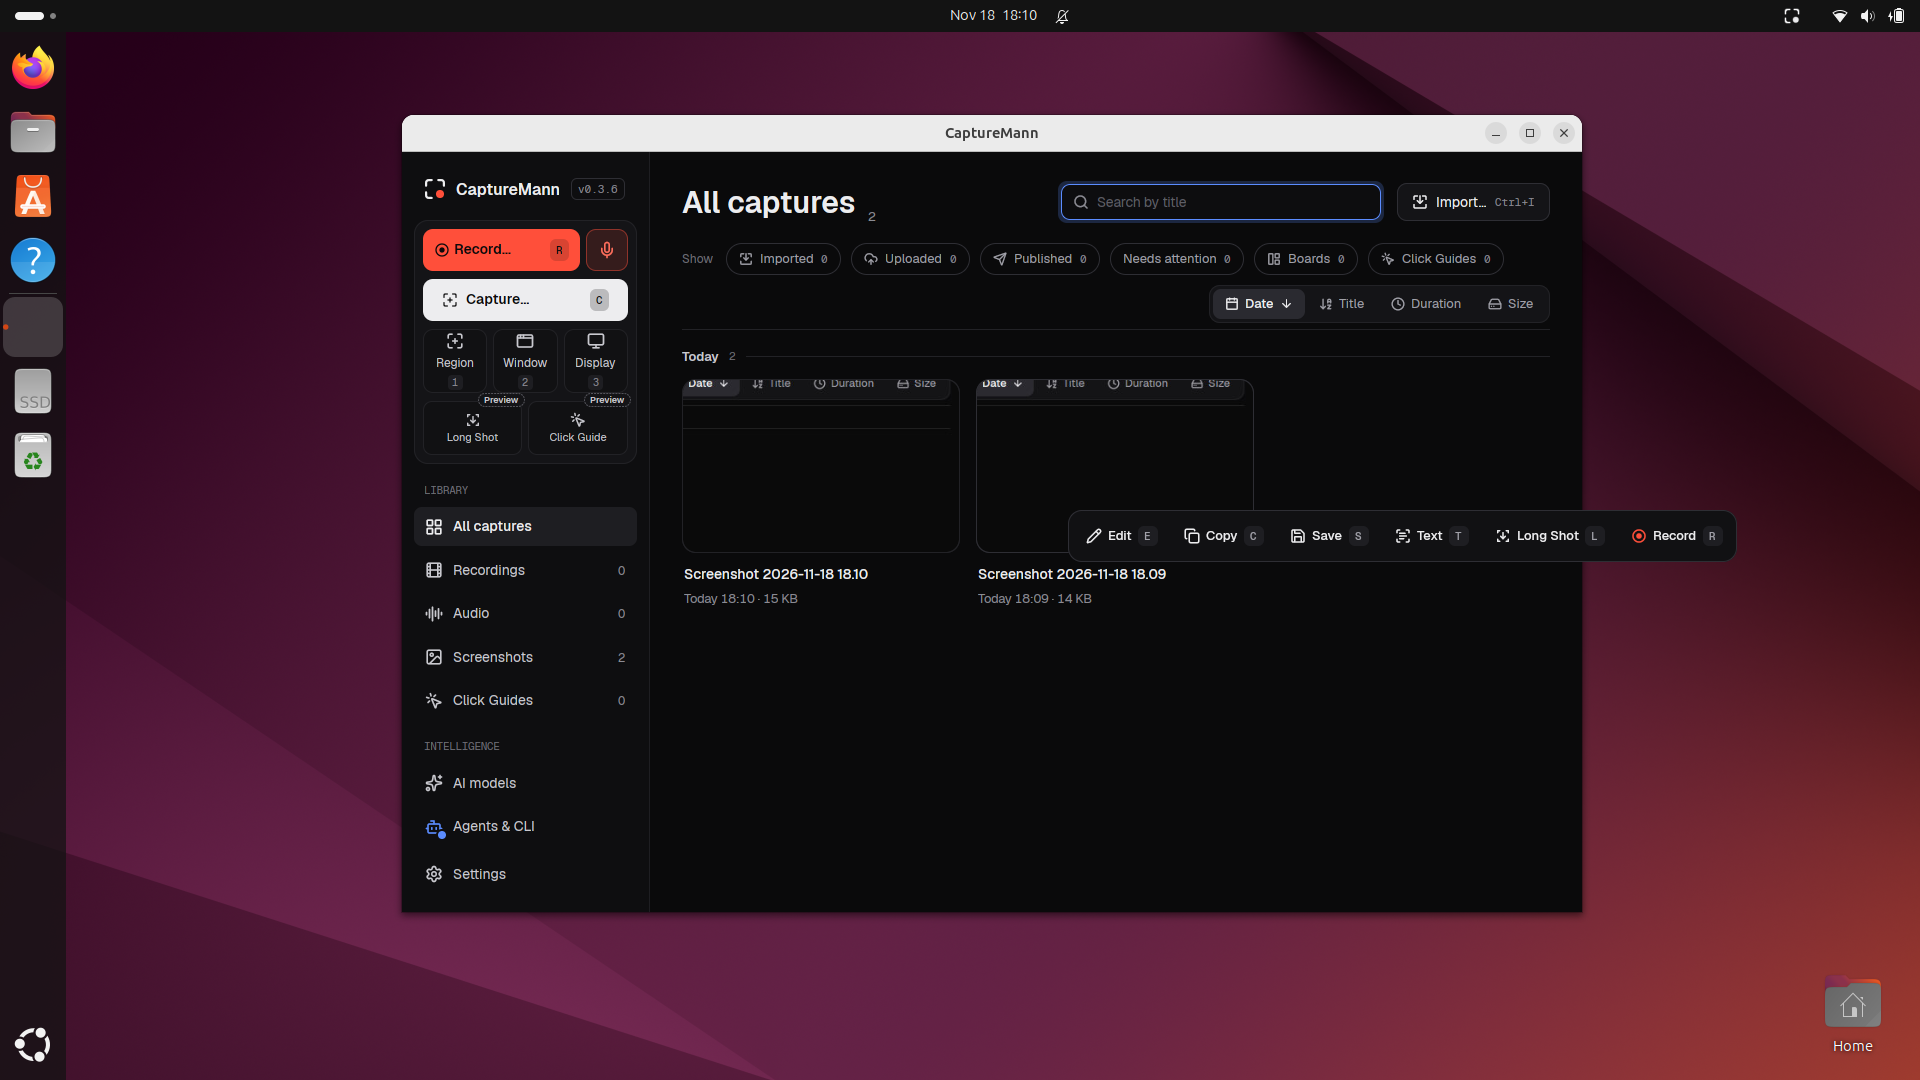 Nov 18 18:10
CaptureMann
CaptureMann v0.3.6
Record... R
Capture... C
Region Window Display
1 2 3
Preview Preview
Long Shot Click Guide
LIBRARY
All captures
Recordings 0
Audio 0
Screenshots 2
Click Guides 0
INTELLIGENCE
AI models
Agents & CLI
Settings
All captures 2
Search by title
Import... Ctrl+I
Show Imported 0 Uploaded 0 Published 0 Needs attention 0 Boards 0 Click Guides 0
Date Title Duration Size
Today 2
Date Title Duration Size
Date Title Duration Size
Edit E Copy C Save S Text T Long Shot L Record R
Screenshot 2026-11-18 18.10
Today 18:10 · 15 KB
Screenshot 2026-11-18 18.09
Today 18:09 · 14 KB
SSD
Home